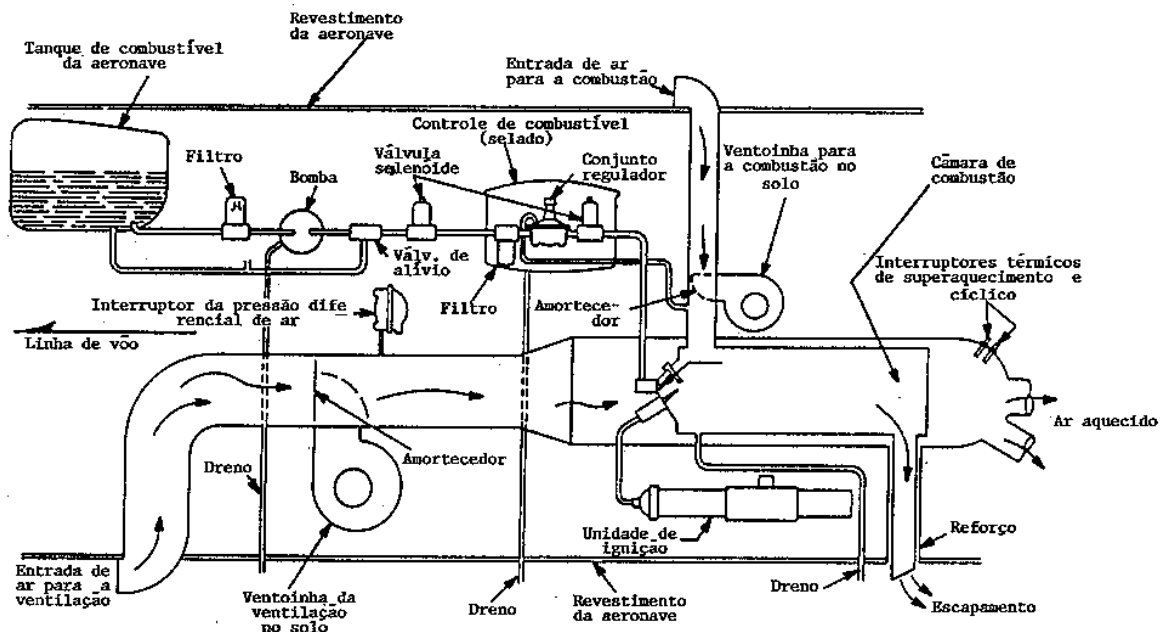 Revestimento
da aeronave
Tanque de combustível
da aeronave
Entrada de ar
para a combustão
Controle de combustível
(selado)
Filtro
Bomba
Válvula
solenóide
Conjunto
regulador
Ventoinha para
a combustão no
solo
Câmara de
combustão
Válv. de
alívio
Filtro
Interruptor da pressão dife
rencial de ar
Amortece-
dor
Interruptores térmicos
de superaquecimento e
cíclico
Linha de vôo
Ar aquecido
Dreno
Amortecedor
Unidade de
ignição
Reforço
Entrada de
ar para a
ventilação
Ventoinha da
ventilação
no solo
Dreno
Revestimento
da aeronave
Dreno
Escapamento